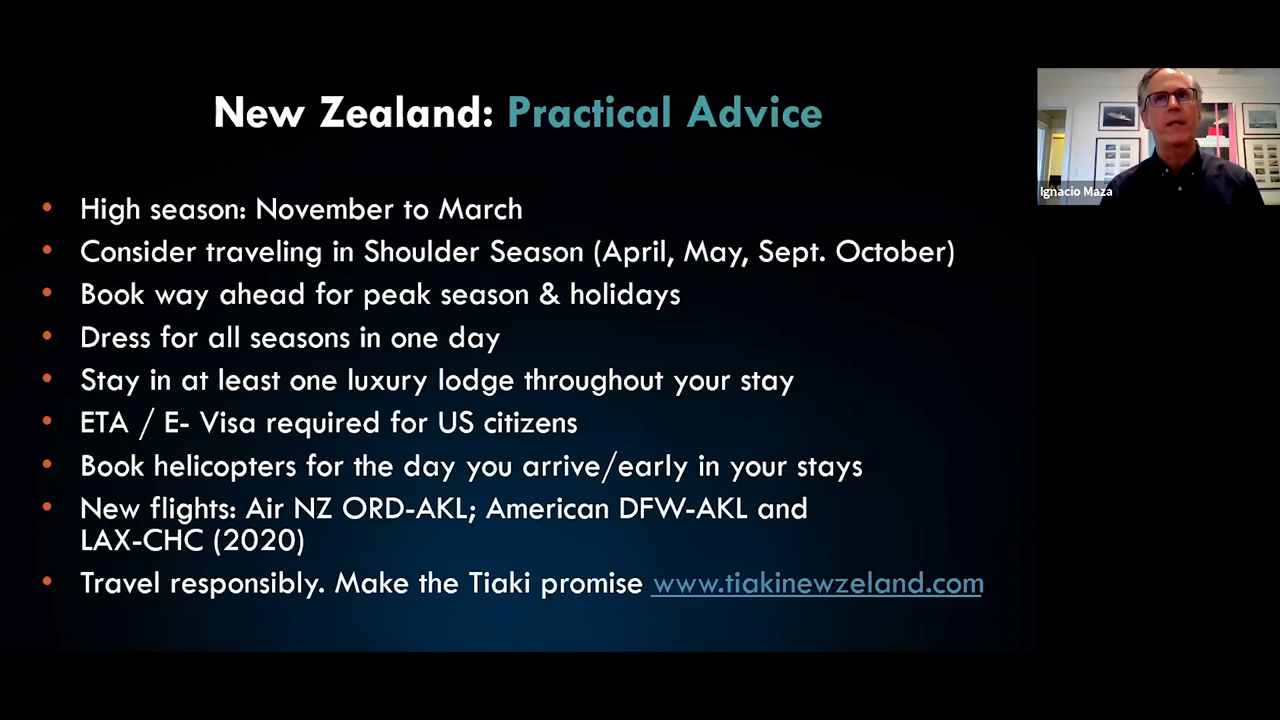 New Zealand: Practical Advice
Ignacio Maza
• High season: November to March
• Consider traveling in Shoulder Season (April, May, Sept. October)
• Book way ahead for peak season & holidays
• Dress for all seasons in one day
• Stay in at least one luxury lodge throughout your stay
• ETA / E- Visa required for US citizens
• Book helicopters for the day you arrive/early in your stays
• New flights: Air NZ ORD-AKL; American DFW-AKL and
LAX-CHC (2020)
• Travel responsibly. Make the Tiaki promise www.tiakinewzeland.com